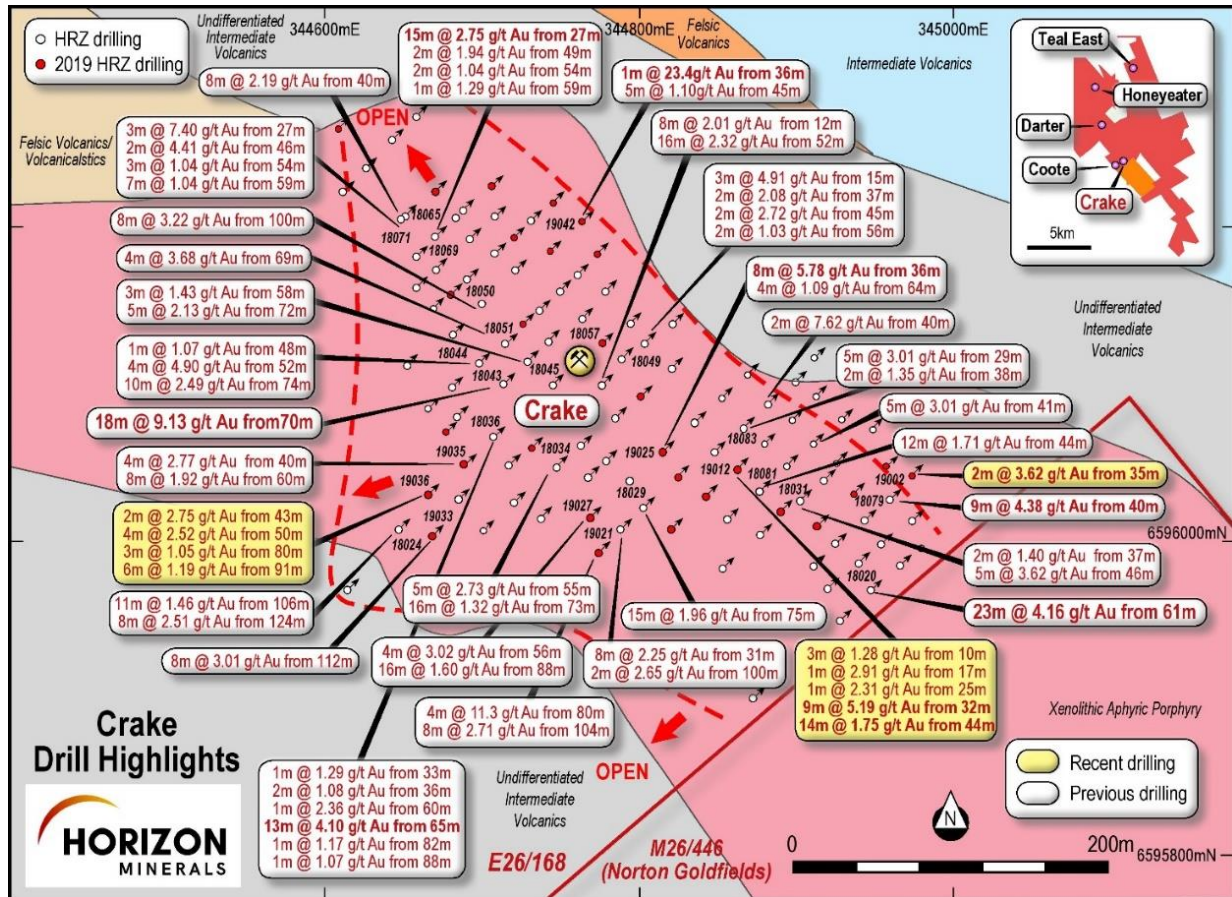 344600mE
344800mE
345000mE
HRZ drilling
2019 HRZ drilling
Undifferentiated
Intermediate
Volcanics
Felsic
Volcanics
Intermediate Volcanics
Teal East
Honeyeater
Darter
Coote
Crake
5km
15m @ 2.75 g/t Au from 27m
2m @ 1.94 g/t Au from 49m
2m @ 1.04 g/t Au from 54m
1m @ 1.29 g/t Au from 59m
8m @ 2.19 g/t Au from 40m
1m @ 23.4g/t Au from 36m
5m @ 1.10g/t Au from 45m
OPEN
8m @ 2.01 g/t Au from 12m
16m @ 2.32 g/t Au from 52m
Felsic Volcanics/
Volcanicalstics
3m @ 7.40 g/t Au from 27m
2m @ 4.41 g/t Au from 46m
3m @ 1.04 g/t Au from 54m
7m @ 1.04 g/t Au from 59m
3m @ 4.91 g/t Au from 15m
2m @ 2.08 g/t Au from 37m
2m @ 2.72 g/t Au from 45m
2m @ 1.03 g/t Au from 56m
8m @ 3.22 g/t Au from 100m
4m @ 3.68 g/t Au from 69m
8m @ 5.78 g/t Au from 36m
4m @ 1.09 g/t Au from 64m
3m @ 1.43 g/t Au from 58m
5m @ 2.13 g/t Au from 72m
2m @ 7.62 g/t Au from 40m
Undifferentiated
Intermediate
Volcanics
1m @ 1.07 g/t Au from 48m
4m @ 4.90 g/t Au from 52m
10m @ 2.49 g/t Au from 74m
5m @ 3.01 g/t Au from 29m
2m @ 1.35 g/t Au from 38m
18m @ 9.13 g/t Au from70m
5m @ 3.01 g/t Au from 41m
12m @ 1.71 g/t Au from 44m
4m @ 2.77 g/t Au from 40m
8m @ 1.92 g/t Au from 60m
2m @ 3.62 g/t Au from 35m
9m @ 4.38 g/t Au from 40m
2m @ 2.75 g/t Au from 43m
4m @ 2.52 g/t Au from 50m
3m @ 1.05 g/t Au from 80m
6m @ 1.19 g/t Au from 91m
6596000mN
2m @ 1.40 g/t Au from 37m
5m @ 3.62 g/t Au from 46m
11m @ 1.46 g/t Au from 106m
8m @ 2.51 g/t Au from 124m
5m @ 2.73 g/t Au from 55m
16m @ 1.32 g/t Au from 73m
15m @ 1.96 g/t Au from 75m
23m @ 4.16 g/t Au from 61m
8m @ 3.01 g/t Au from 112m
4m @ 3.02 g/t Au from 56m
16m @ 1.60 g/t Au from 88m
8m @ 2.25 g/t Au from 31m
2m @ 2.65 g/t Au from 100m
3m @ 1.28 g/t Au from 10m
1m @ 2.91 g/t Au from 17m
1m @ 2.31 g/t Au from 25m
9m @ 5.19 g/t Au from 32m
14m @ 1.75 g/t Au from 44m
4m @ 11.3 g/t Au from 80m
8m @ 2.71 g/t Au from 104m
1m @ 1.29 g/t Au from 33m
2m @ 1.08 g/t Au from 36m
1m @ 2.36 g/t Au from 60m
13m @ 4.10 g/t Au from 65m
1m @ 1.17 g/t Au from 82m
1m @ 1.07 g/t Au from 88m
18065
18071
18069
19042
18050
18051
18057
18049
18044
18045
18043
Crake
18036
18034
18083
19035
19025
19012
18081
19002
19036
18029
18031
18079
19033
19027
18024
19021
18020
Xenolithic Aphyric Porphyry
Undifferentiated
Intermediate
Volcanics
OPEN
Crake
Drill Highlights
HORIZON
MINERALS
E26/168
M26/446
(Norton Goldfields)
Recent drilling
Previous drilling
N
0
200m
6595800mN